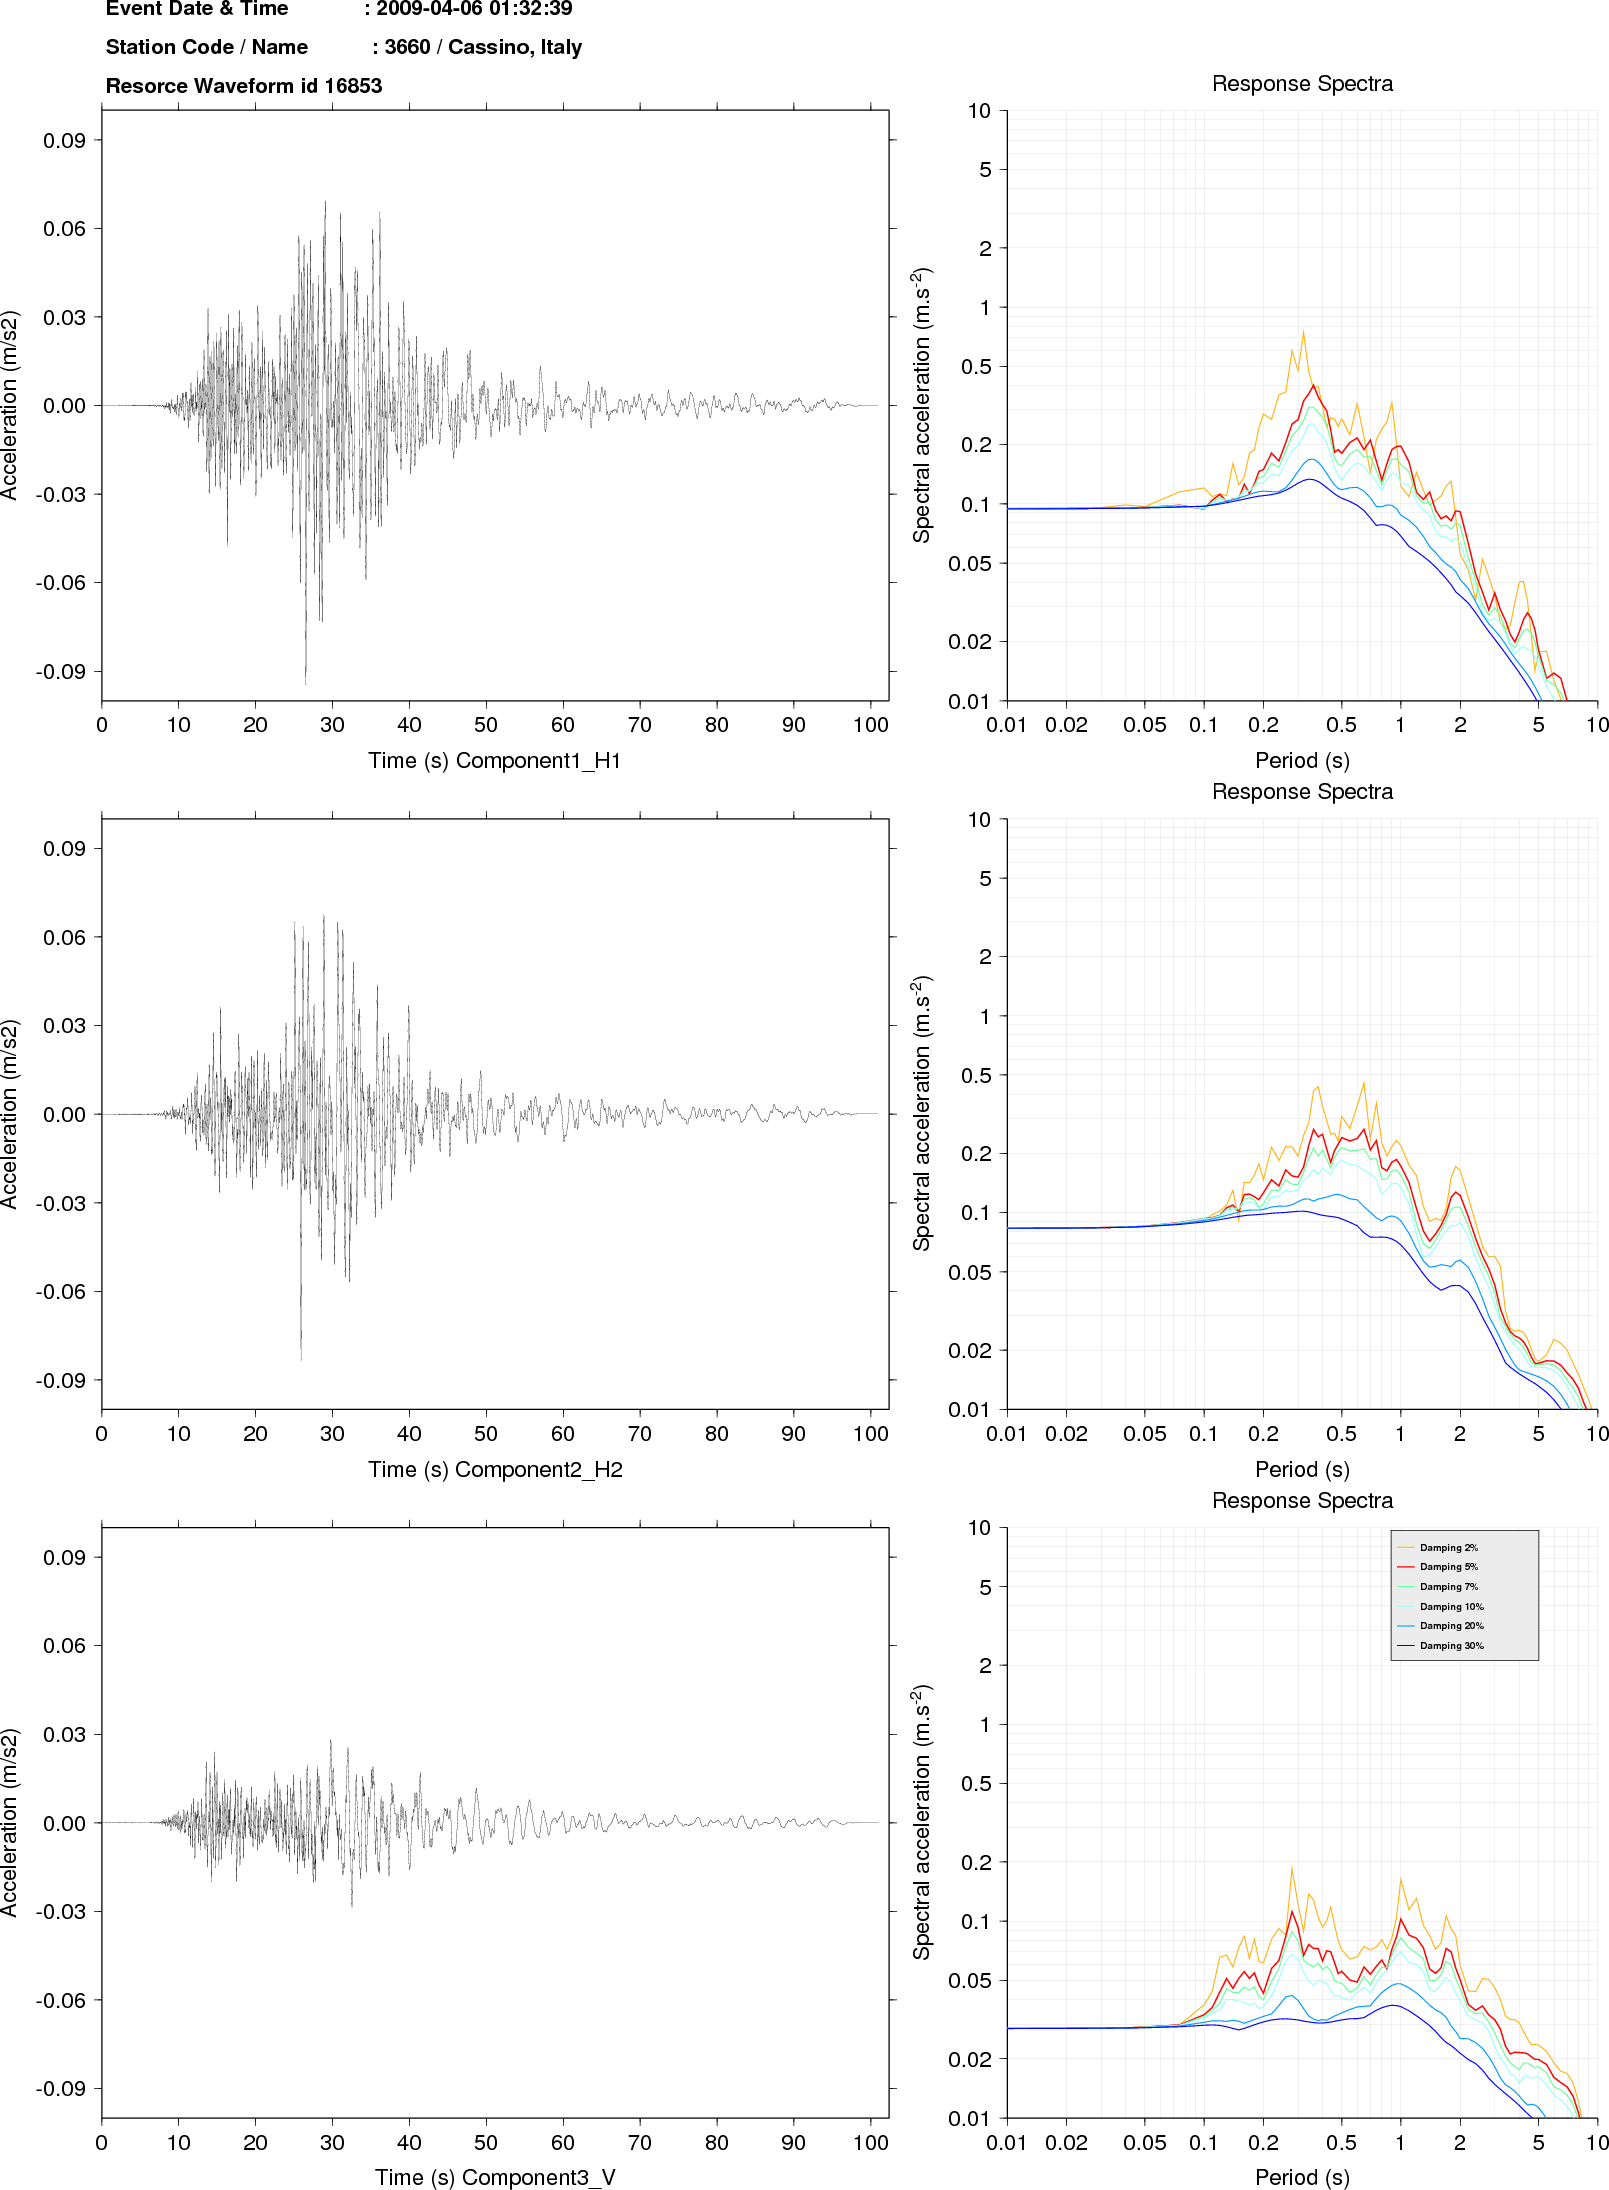 Event Date & Time : 2009-04-06 01:32:39
Station Code / Name : 3660 / Cassino, Italy
Resorce Waveform id 16853
Acceleration (m/s2)
0.09
0.06
0.03
0.00
-0.03
-0.06
-0.09
0 10 20 30 40 50 60 70 80 90 100
Time (s) Component1_H1
Response Spectra
Spectral acceleration (m.s-2)
10
5
2
1
0.5
0.2
0.1
0.05
0.02
0.01
0.01 0.02 0.05 0.1 0.2 0.5 1 2 5 10
Period (s)
Acceleration (m/s2)
0.09
0.06
0.03
0.00
-0.03
-0.06
-0.09
0 10 20 30 40 50 60 70 80 90 100
Time (s) Component2_H2
Response Spectra
Spectral acceleration (m.s-2)
10
5
2
1
0.5
0.2
0.1
0.05
0.02
0.01
0.01 0.02 0.05 0.1 0.2 0.5 1 2 5 10
Period (s)
Acceleration (m/s2)
0.09
0.06
0.03
0.00
-0.03
-0.06
-0.09
0 10 20 30 40 50 60 70 80 90 100
Time (s) Component3_V
Response Spectra
Spectral acceleration (m.s-2)
10
5
2
1
0.5
0.2
0.1
0.05
0.02
0.01
Damping 2%
Damping 5%
Damping 7%
Damping 10%
Damping 20%
Damping 30%
0.01 0.02 0.05 0.1 0.2 0.5 1 2 5 10
Period (s)